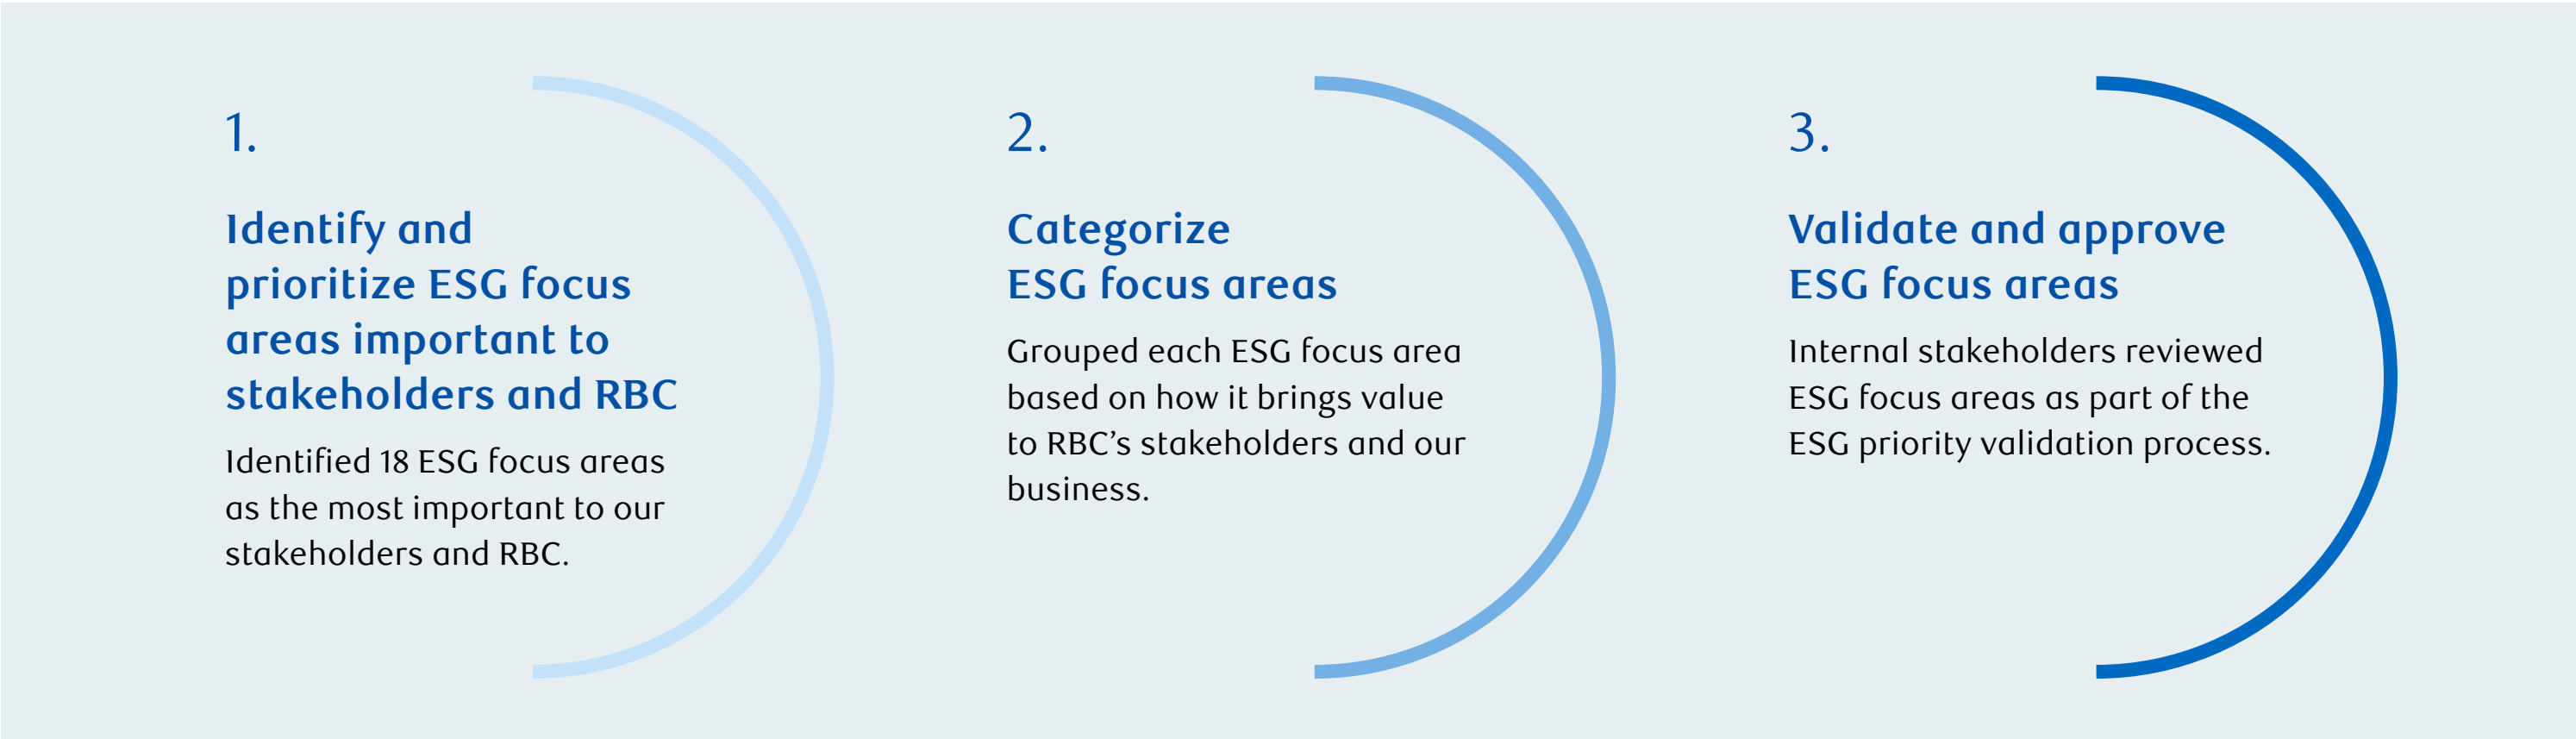 1.
Identify and
prioritize ESG focus
areas important to
stakeholders and RBC
Identified 18 ESG focus areas
as the most important to our
stakeholders and RBC.
2.
Categorize
ESG focus areas
Grouped each ESG focus area
based on how it brings value
to RBC’s stakeholders and our
business.
3.
Validate and approve
ESG focus areas
Internal stakeholders reviewed
ESG focus areas as part of the
ESG priority validation process.